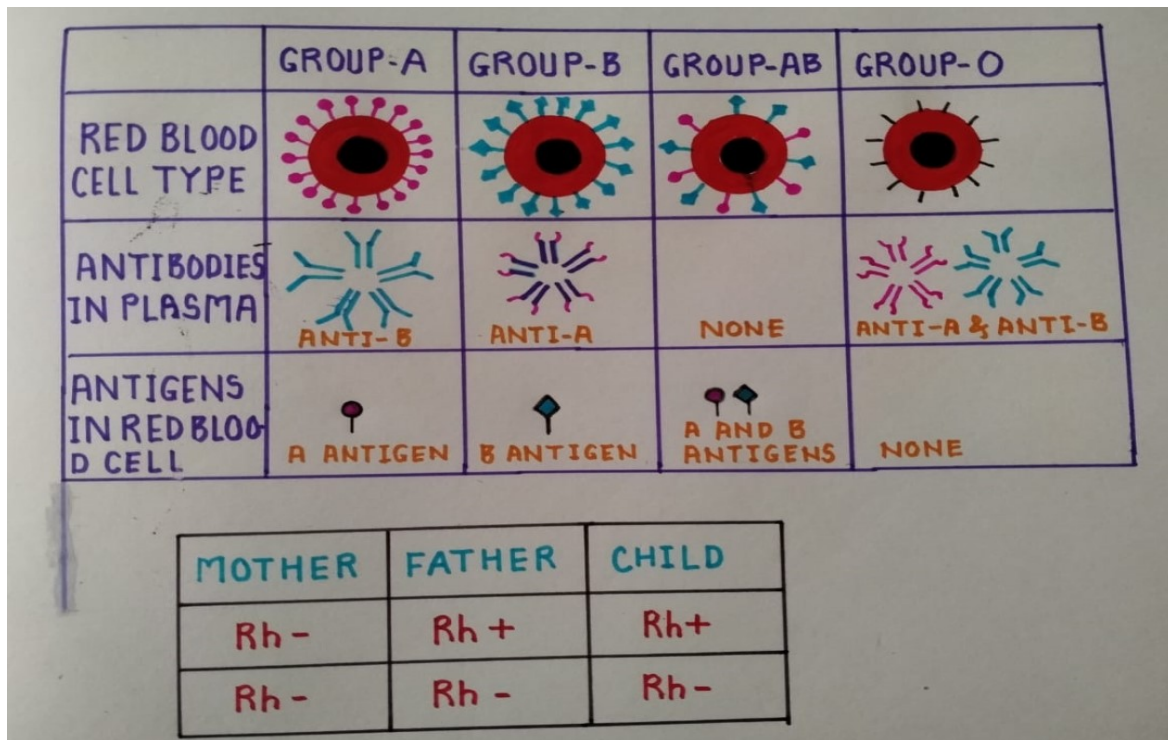 GROUP-A GROUP-B GROUP-AB GROUP-O
RED BLOOD
CELL TYPE
ANTIBODIES
IN PLASMA
ANTI-B ANTI-A NONE ANTI-A & ANTI-B
ANTIGENS
IN RED BLOO
D CELL
A ANTIGEN B ANTIGEN A AND B
ANTIGENS NONE
MOTHER FATHER CHILD
Rh - Rh + Rh+
Rh - Rh - Rh -